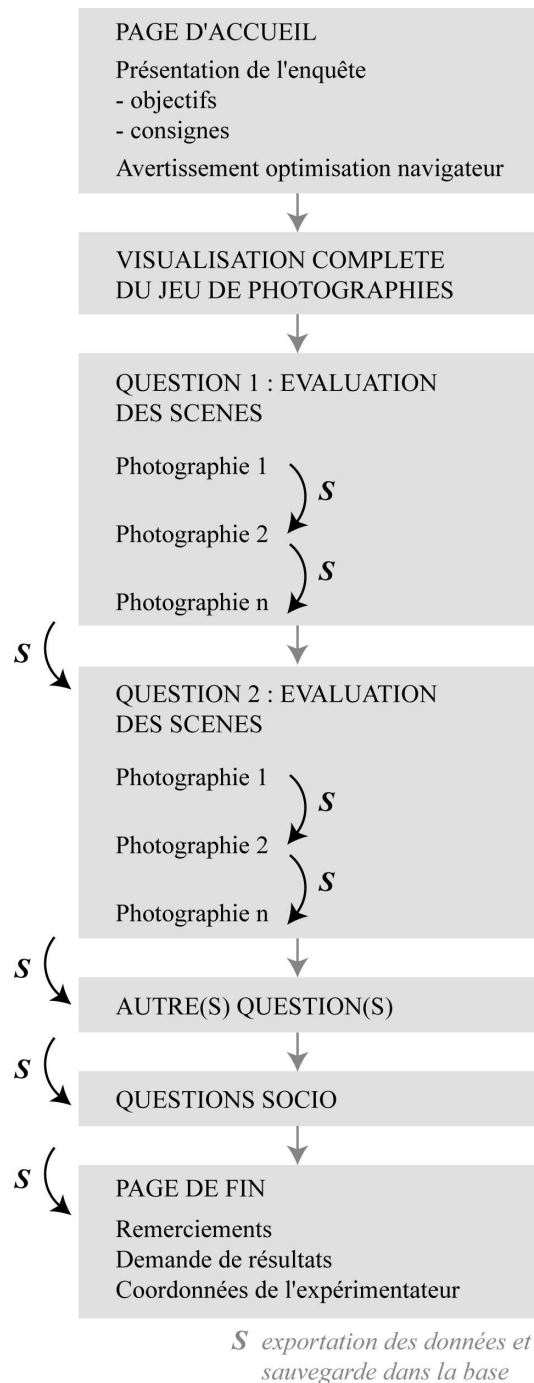 PAGE D'ACCUEIL
Présentation de l'enquête
- objectifs
- consignes
Avertissement optimisation navigateur
VISUALISATION COMPLETE
DU JEU DE PHOTOGRAPHIES
QUESTION 1 : EVALUATION
DES SCENES
Photographie 1
S
Photographie 2
S
Photographie n
S
QUESTION 2 : EVALUATION
DES SCENES
Photographie 1
S
Photographie 2
S
Photographie n
S
AUTRE(S) QUESTION(S)
S
QUESTIONS SOCIO
S
PAGE DE FIN
Remerciements
Demande de résultats
Coordonnées de l'expérimentateur
S exportation des données et
sauvegarde dans la base